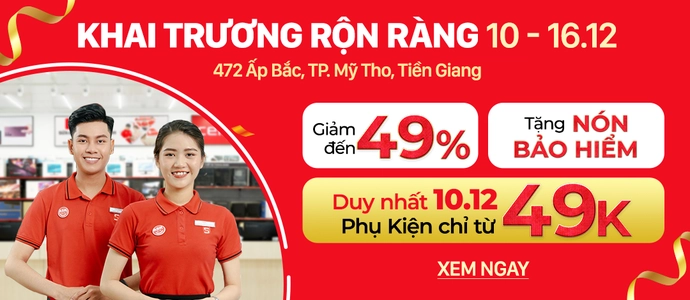 KHAI TRƯƠNG RỘN RÀNG 10 - 16.12
472 Ấp Bắc, TP. Mỹ Tho, Tiền Giang
Giảm đến 49%
Tặng NÓN
BẢO HIỂM
Duy nhất 10.12
Phụ Kiện chỉ từ 49K
XEM NGAY